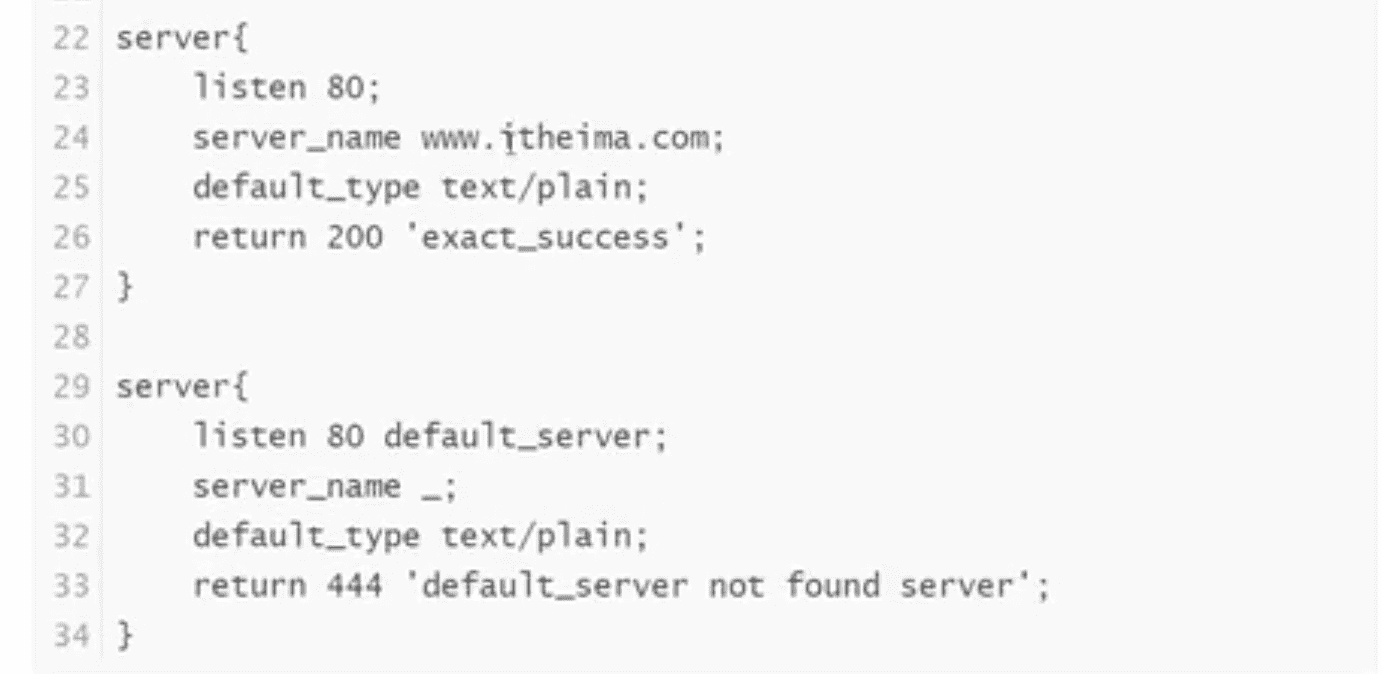 22 server{
23     listen 80;
24     server_name www.itheima.com;
25     default_type text/plain;
26     return 200 'exact_success';
27 }
28
29 server{
30     listen 80 default_server;
31     server_name _;
32     default_type text/plain;
33     return 444 'default_server not found server';
34 }